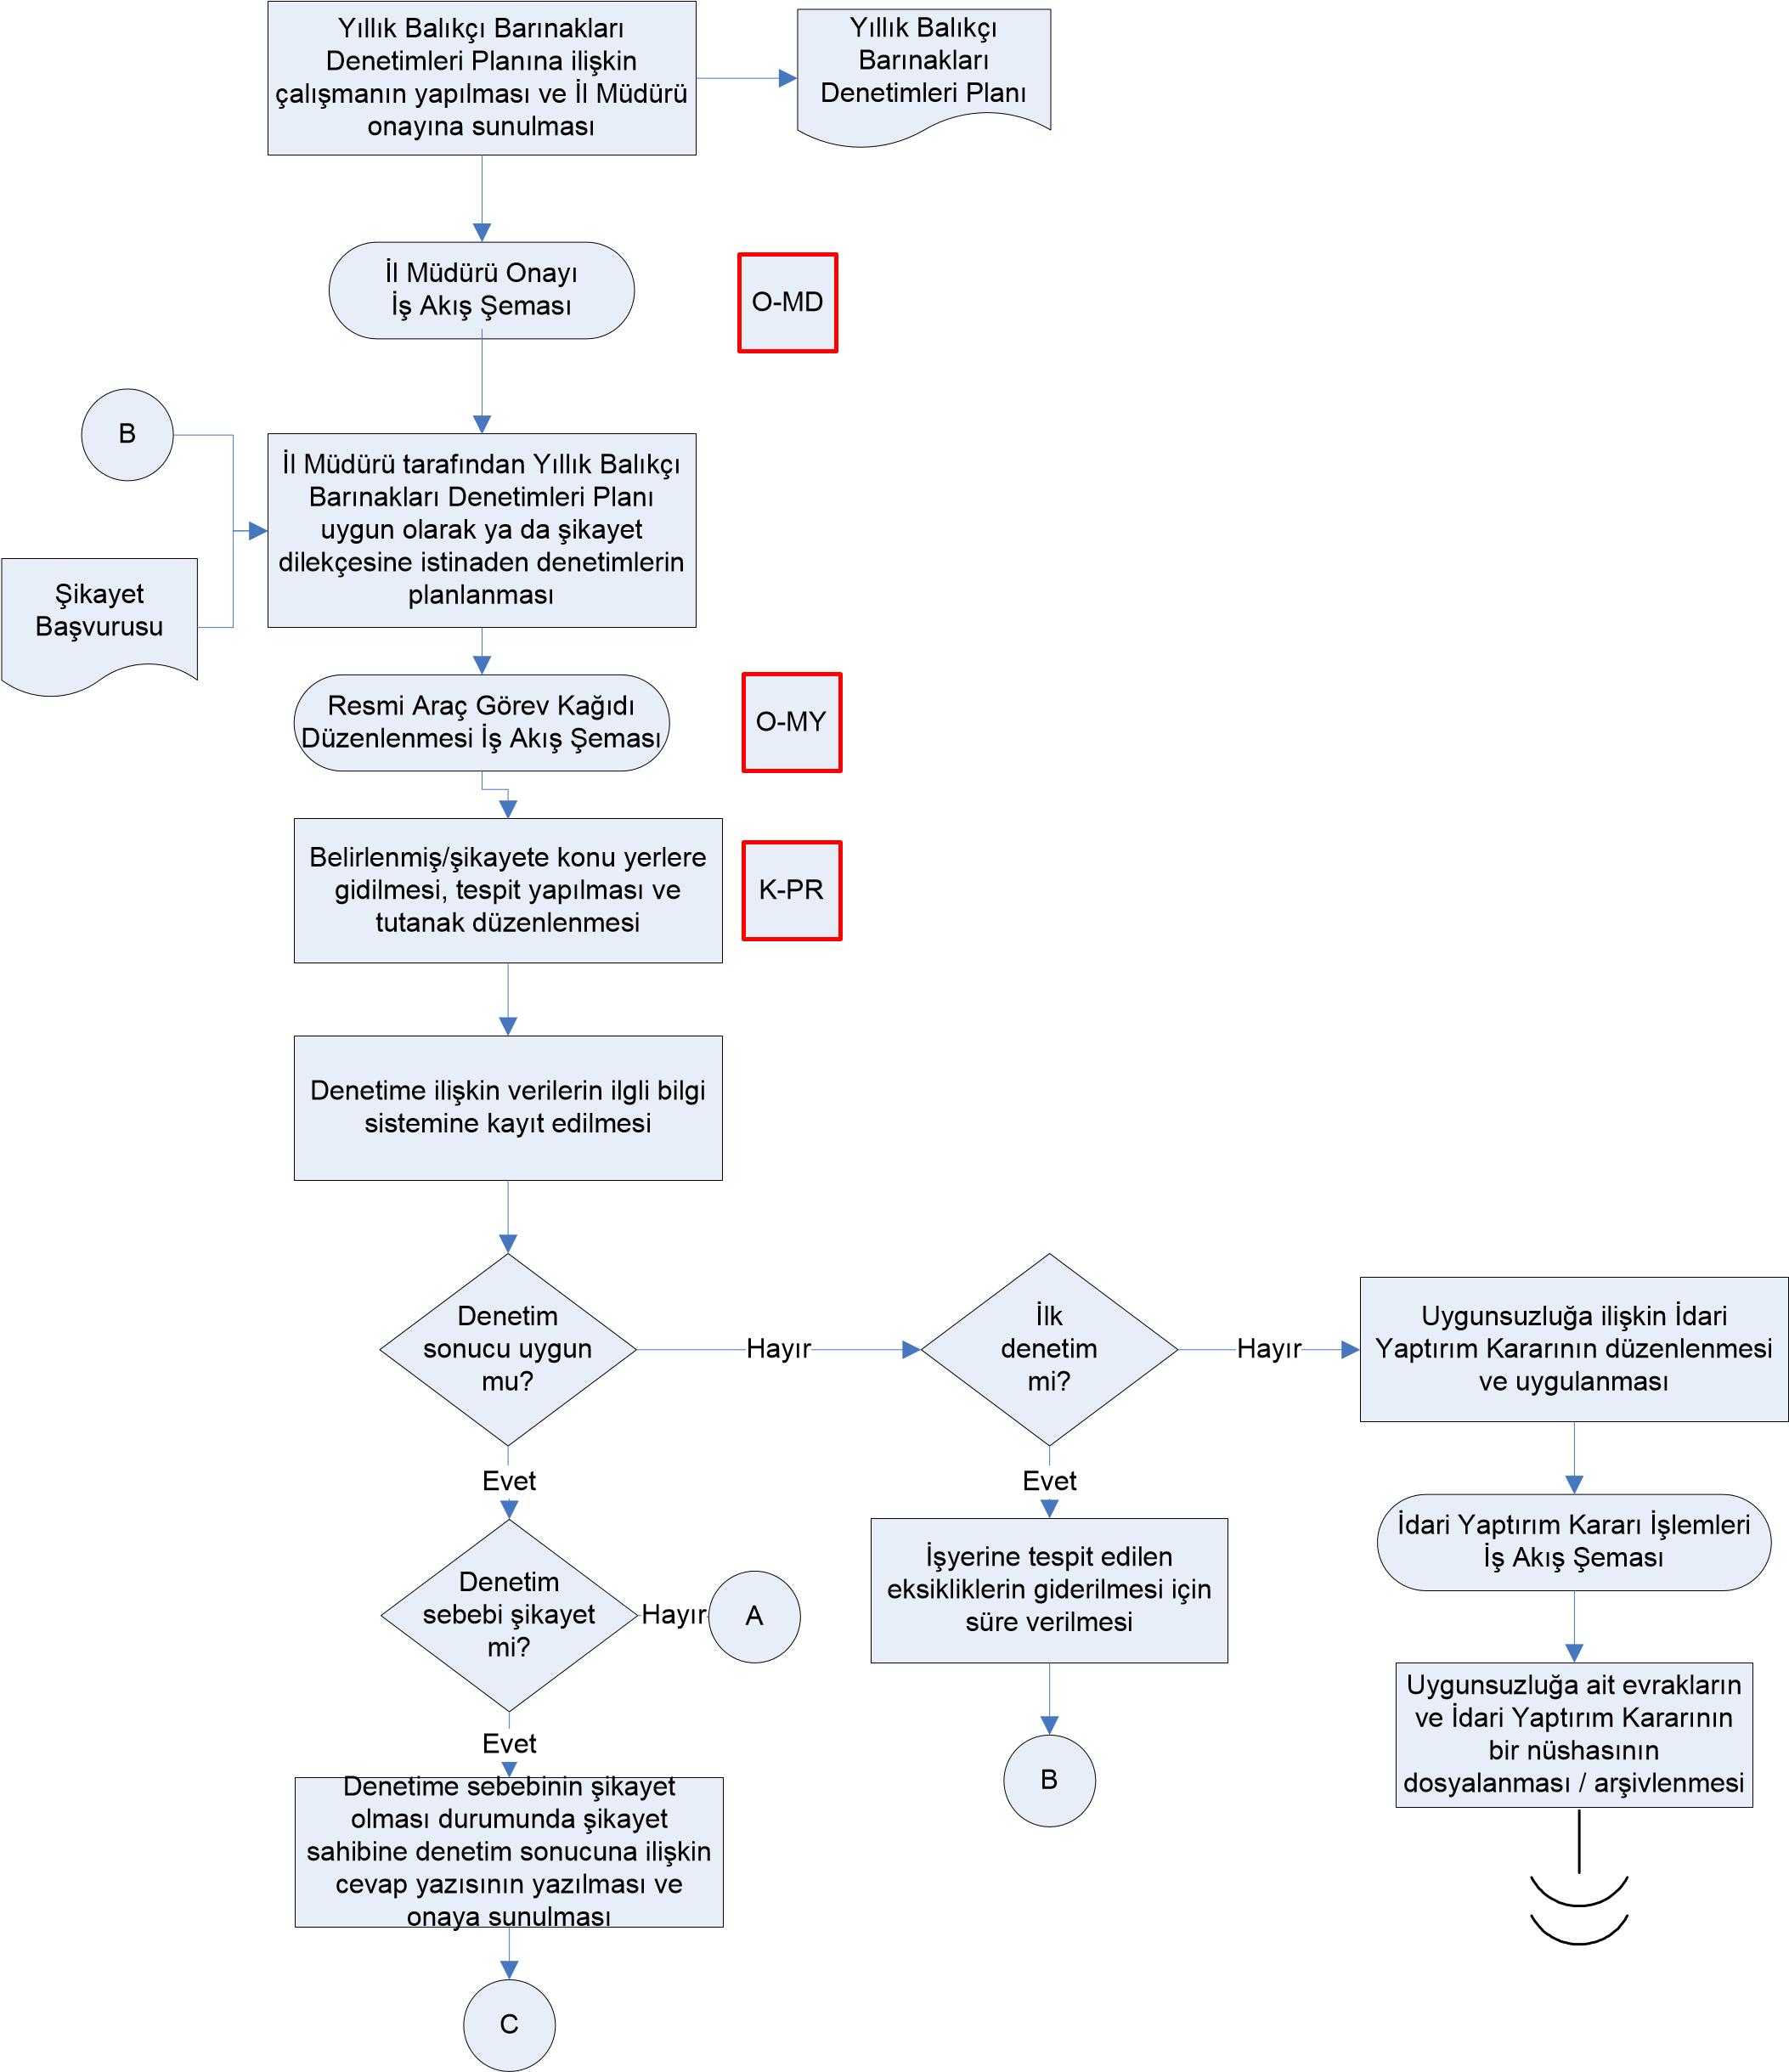 Yıllık Balıkçı Barınakları
Denetimleri Planına ilişkin
çalışmanın yapılması ve İl Müdürü
onayına sunulması
Yıllık Balıkçı
Barınakları
Denetimleri Planı
İl Müdürü Onayı
İş Akış Şeması
O-MD
B
İl Müdürü tarafından Yıllık Balıkçı
Barınakları Denetimleri Planı
uygun olarak ya da şikayet
dilekçesine istinaden denetimlerin
planlanması
Şikayet
Başvurusu
Resmi Araç Görev Kağıdı
Düzenlenmesi İş Akış Şeması
O-MY
Belirlenmiş/şikayete konu yerlere
gidilmesi, tespit yapılması ve
tutanak düzenlenmesi
K-PR
Denetime ilişkin verilerin ilgli bilgi
sistemine kayıt edilmesi
Denetim
sonucu uygun
mu?
Hayır
İlk
denetim
mi?
Hayır
Uygunsuzluğa ilişkin İdari
Yaptırım Kararının düzenlenmesi
ve uygulanması
Evet
Evet
İdari Yaptırım Kararı İşlemleri
İş Akış Şeması
Denetim
sebebi şikayet
mi?
Hayır
A
İşyerine tespit edilen
eksikliklerin giderilmesi için
süre verilmesi
Evet
B
Uygunsuzluğa ait evrakların
ve İdari Yaptırım Kararının
bir nüshasının
dosyalanması / arşivlenmesi
Denetime sebebinin şikayet
olması durumunda şikayet
sahibine denetim sonucuna ilişkin
cevap yazısının yazılması ve
onaya sunulması
C